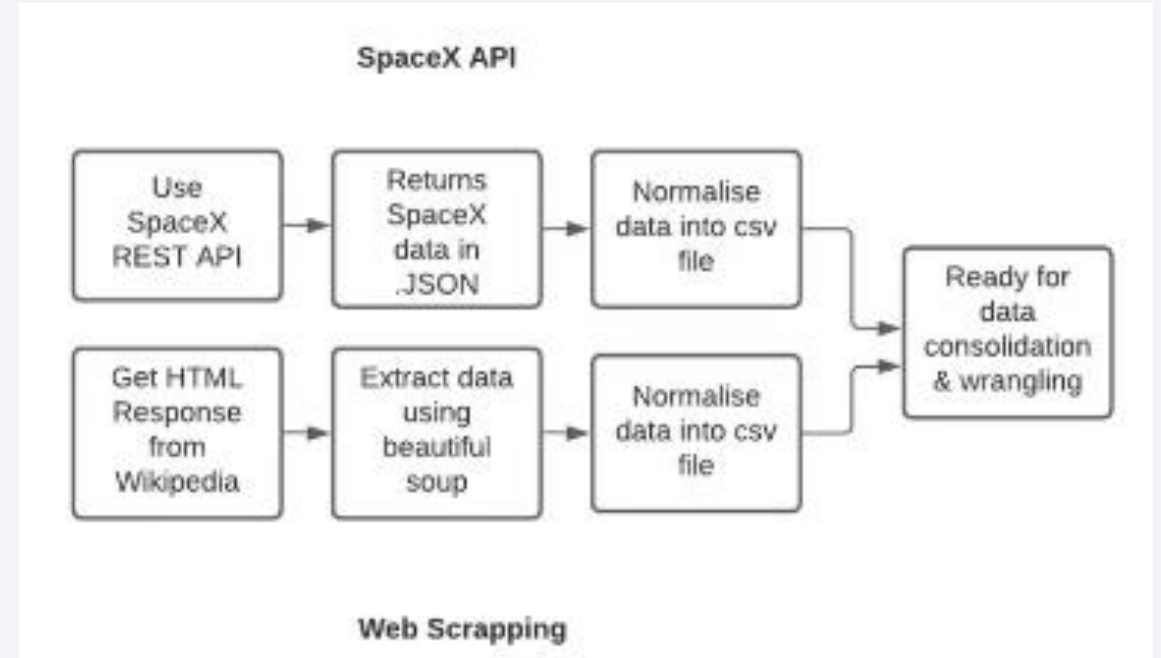 SpaceX API
Use
SpaceX
REST API
Returns
SpaceX
data in
.JSON
Normalise
data into csv
file
Ready for
data
consolidation
& wrangling
Get HTML
Response
from
Wikipedia
Extract data
using
beautiful
soup
Normalise
data into csv
file
Web Scrapping